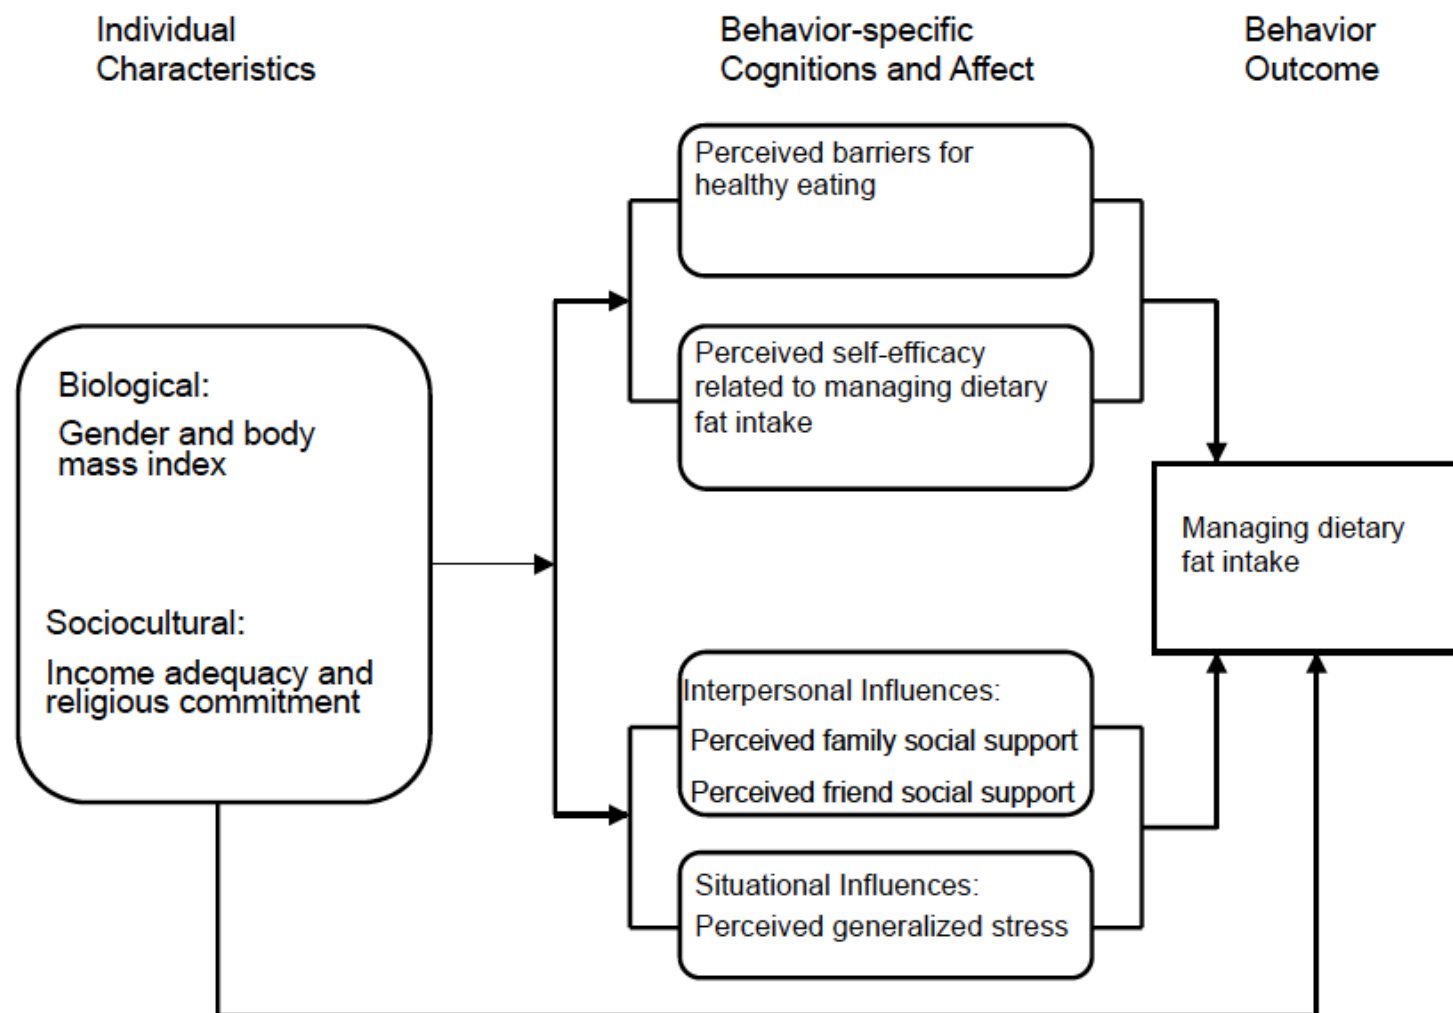 Individual
Characteristics
Behavior-specific
Cognitions and Affect
Behavior
Outcome
Biological:
Gender and body
mass index
Sociocultural:
Income adequacy and
religious commitment
Perceived barriers for
healthy eating
Perceived self-efficacy
related to managing dietary
fat intake
Interpersonal Influences:
Perceived family social support
Perceived friend social support
Situational Influences:
Perceived generalized stress
Managing dietary
fat intake